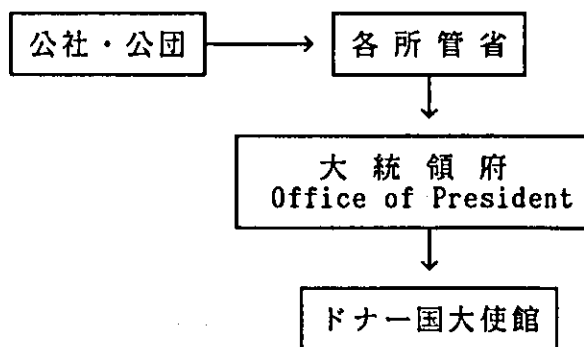 公社・公団
各所管省
大統領府
Office of President
ドナー国大使館